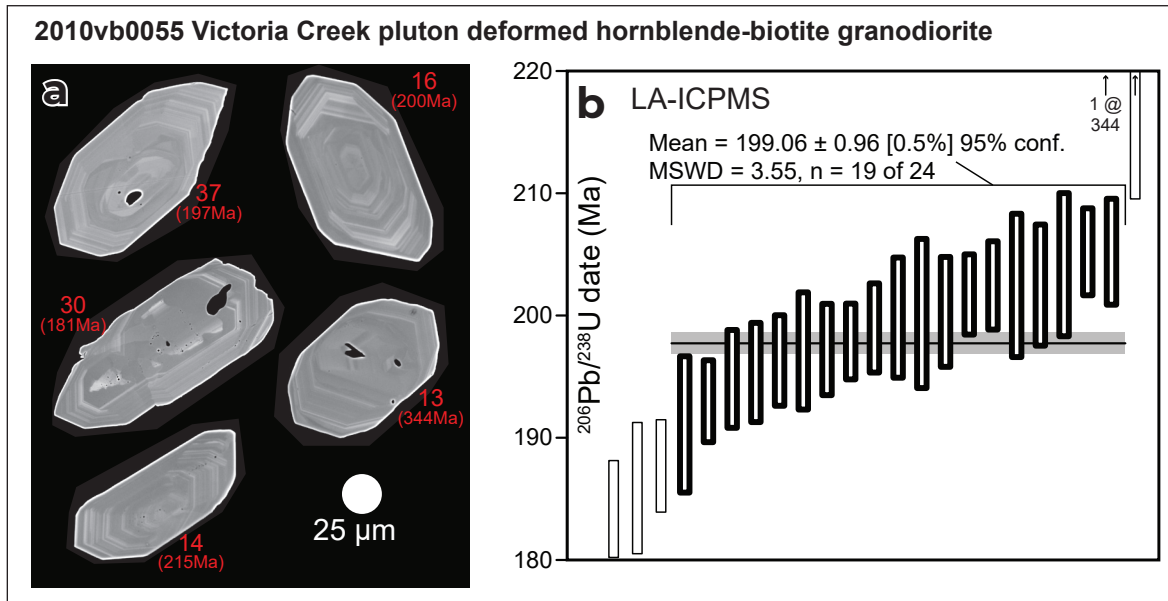 2010vb0055 Victoria Creek pluton deformed hornblende-biotite granodiorite
a
37
(197Ma)
16
(200Ma)
30
(181Ma)
13
(344Ma)
14
(215Ma)
25 µm
b LA-ICPMS
Mean = 199.06 ± 0.96 [0.5%] 95% conf.
MSWD = 3.55, n = 19 of 24
1 @
344
²⁰⁶Pb/²³⁸U date (Ma)
220
210
200
190
180